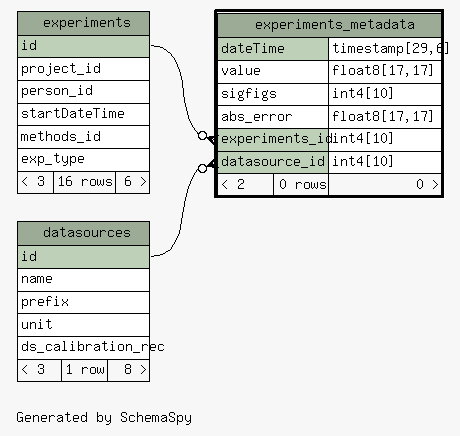 experiments
id
project_id
person_id
startDateTime
methods_id
exp_type
< 3 16 rows 6 >
experiments_metadata
dateTime timestamp[29,6]
value float8[17,17]
sigfigs int4[10]
abs_error float8[17,17]
experiments_id int4[10]
datasource_id int4[10]
< 2 0 rows 0 >
datasources
id
name
prefix
unit
ds_calibration_rec
< 3 1 row 8 >
Generated by SchemaSpy